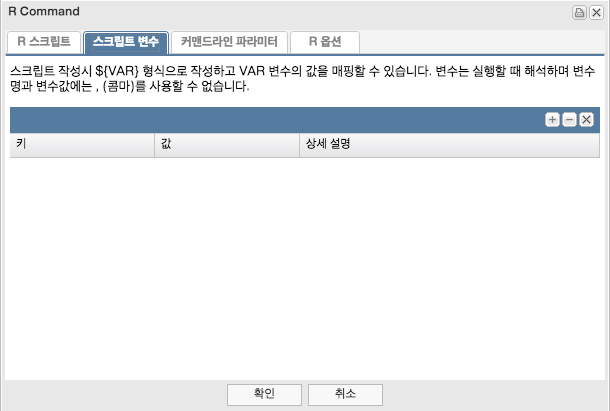 R Command
R 스크립트 스크립트 변수 커맨드라인 파라미터 R 옵션
스크립트 작성시 ${VAR} 형식으로 작성하고 VAR 변수의 값을 매핑할 수 있습니다. 변수는 실행할 때 해석하며 변수
명과 변수값에는 , (콤마)를 사용할 수 없습니다.
키 값 상세 설명
확인 취소